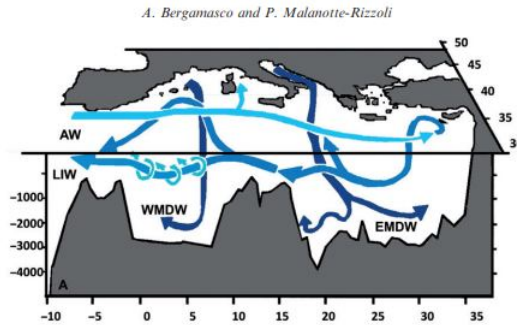 A. Bergamasco and P. Malanotte-Rizzoli
50
45
40
35
3
AW
LIW
-1000
-2000
-3000
-4000
WMDW
EMDW
A
-10 -5 0 5 10 15 20 25 30 35